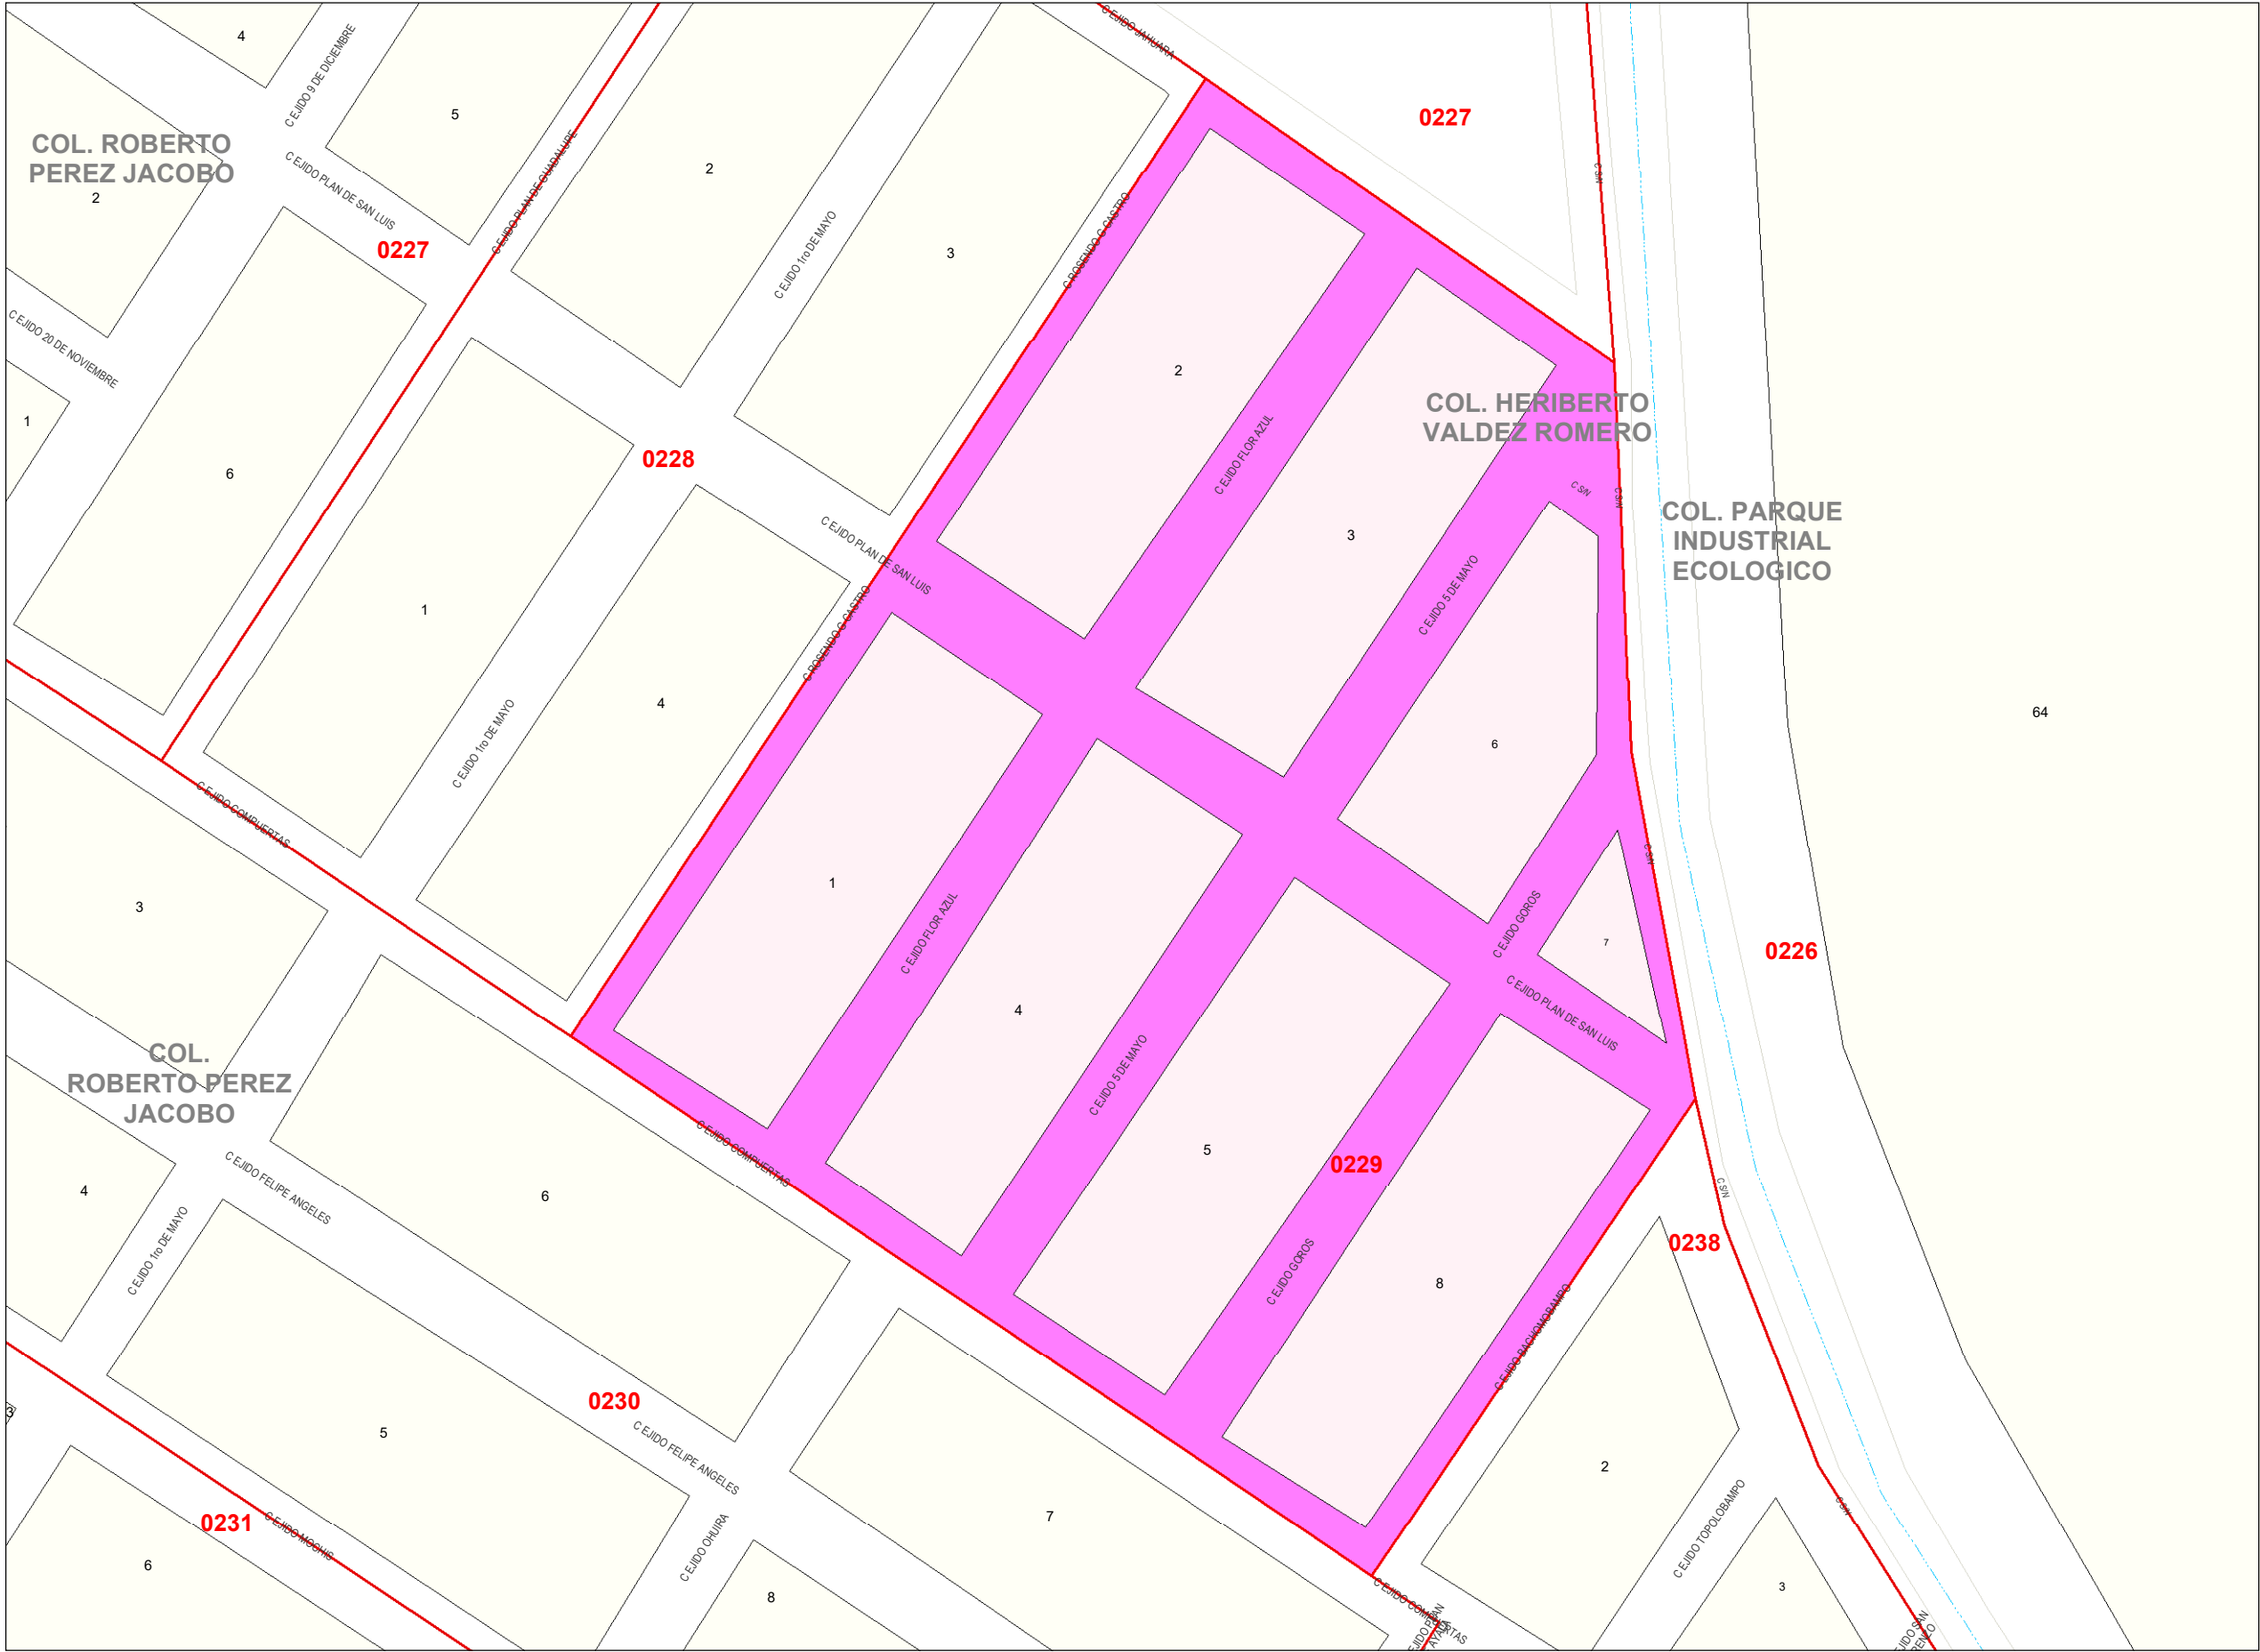 C EJIDO JAHUARA
4
C EJIDO 9 DE DICIEMBRE
5
0227
COL. ROBERTO
PEREZ JACOBO
2
C EJIDO PLAN DE SAN LUIS
C EJIDO PLAN DE GUADALUPE
2
C S/N
0227
C EJIDO 1ro DE MAYO
3
C ROSENDO G CASTRO
C EJIDO 20 DE NOVIEMBRE
2
1
COL. HERIBERTO
VALDEZ ROMERO
C EJIDO FLOR AZUL
0228
6
C S/N
C S/N
COL. PARQUE
INDUSTRIAL
ECOLOGICO
3
C EJIDO PLAN DE SAN LUIS
C EJIDO 5 DE MAYO
1
C ROSENDO G CASTRO
4
64
C EJIDO 1ro DE MAYO
6
C EJIDO COMPUERTAS
C S/N
1
3
C EJIDO FLOR AZUL
C EJIDO GOROS
7
0226
4
C EJIDO PLAN DE SAN LUIS
COL.
ROBERTO PEREZ
JACOBO
C EJIDO 5 DE MAYO
C EJIDO COMPUERTAS
5
0229
C EJIDO FELIPE ANGELES
4
6
C S/N
C EJIDO 1ro DE MAYO
0238
C EJIDO GOROS
8
C EJIDO BACHOMOBAMPO
0230
3
5
C EJIDO FELIPE ANGELES
2
7
0231
C EJIDO MOCHIS
C EJIDO OHUIRA
C EJIDO TOPOLOBAMPO
C S/N
6
8
3
C EJIDO COMPUERTAS